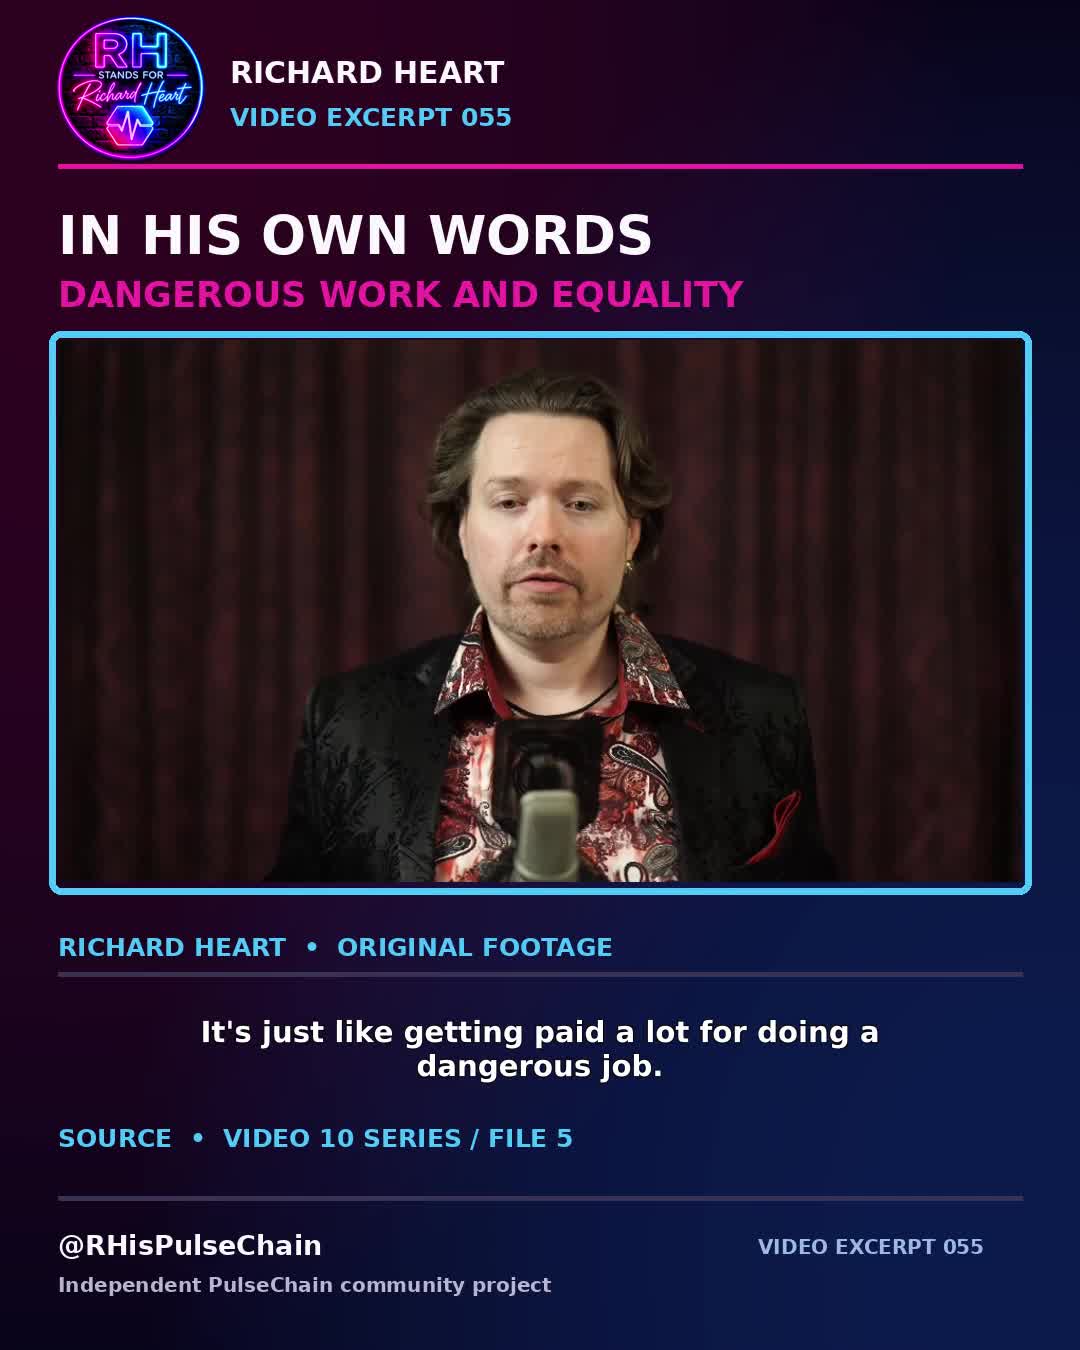 RH
STANDS FOR
Richard Heart
RICHARD HEART
VIDEO EXCERPT 055
IN HIS OWN WORDS
DANGEROUS WORK AND EQUALITY
RICHARD HEART • ORIGINAL FOOTAGE
It's just like getting paid a lot for doing a
dangerous job.
SOURCE • VIDEO 10 SERIES / FILE 5
@RHisPulseChain
VIDEO EXCERPT 055
Independent PulseChain community project